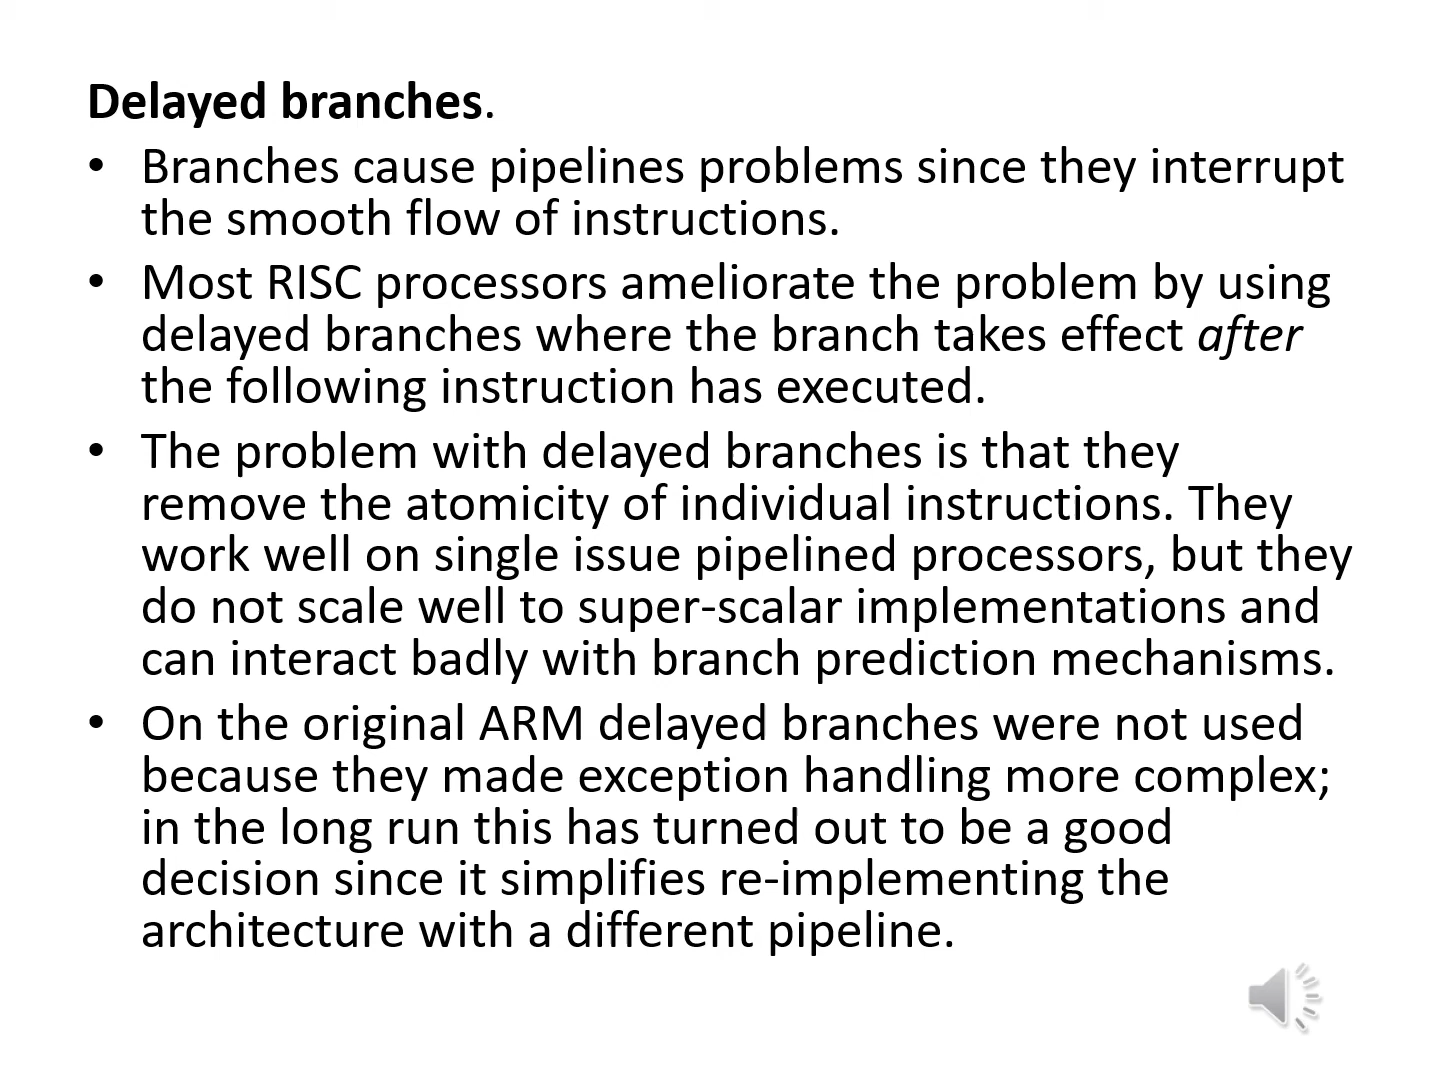 Delayed branches.
• Branches cause pipelines problems since they interrupt
the smooth flow of instructions.
• Most RISC processors ameliorate the problem by using
delayed branches where the branch takes effect after
the following instruction has executed.
• The problem with delayed branches is that they
remove the atomicity of individual instructions. They
work well on single issue pipelined processors, but they
do not scale well to super-scalar implementations and
can interact badly with branch prediction mechanisms.
• On the original ARM delayed branches were not used
because they made exception handling more complex;
in the long run this has turned out to be a good
decision since it simplifies re-implementing the
architecture with a different pipeline.